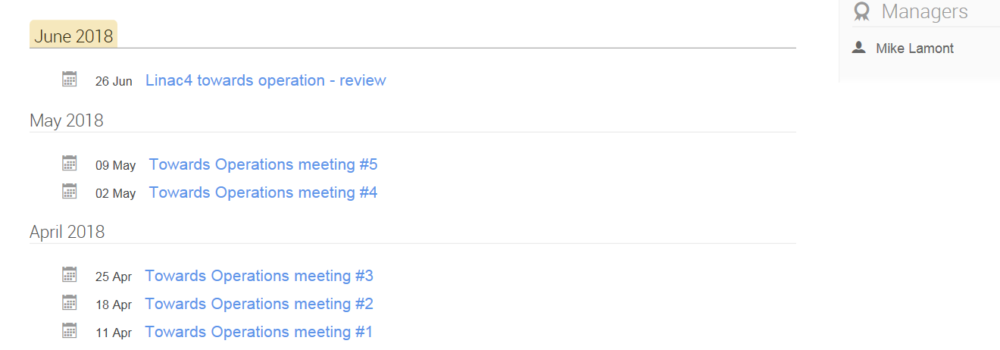 June 2018
26 Jun Linac4 towards operation - review
May 2018
09 May Towards Operations meeting #5
02 May Towards Operations meeting #4
April 2018
25 Apr Towards Operations meeting #3
18 Apr Towards Operations meeting #2
11 Apr Towards Operations meeting #1
Managers
Mike Lamont